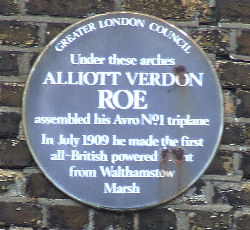 GREATER LONDON COUNCIL
Under these arches
ALLIOTT VERDON
ROE
assembled his Avro Nº1 triplane
In July 1909 he made the first
all-British powered
from Walthamstow
Marsh